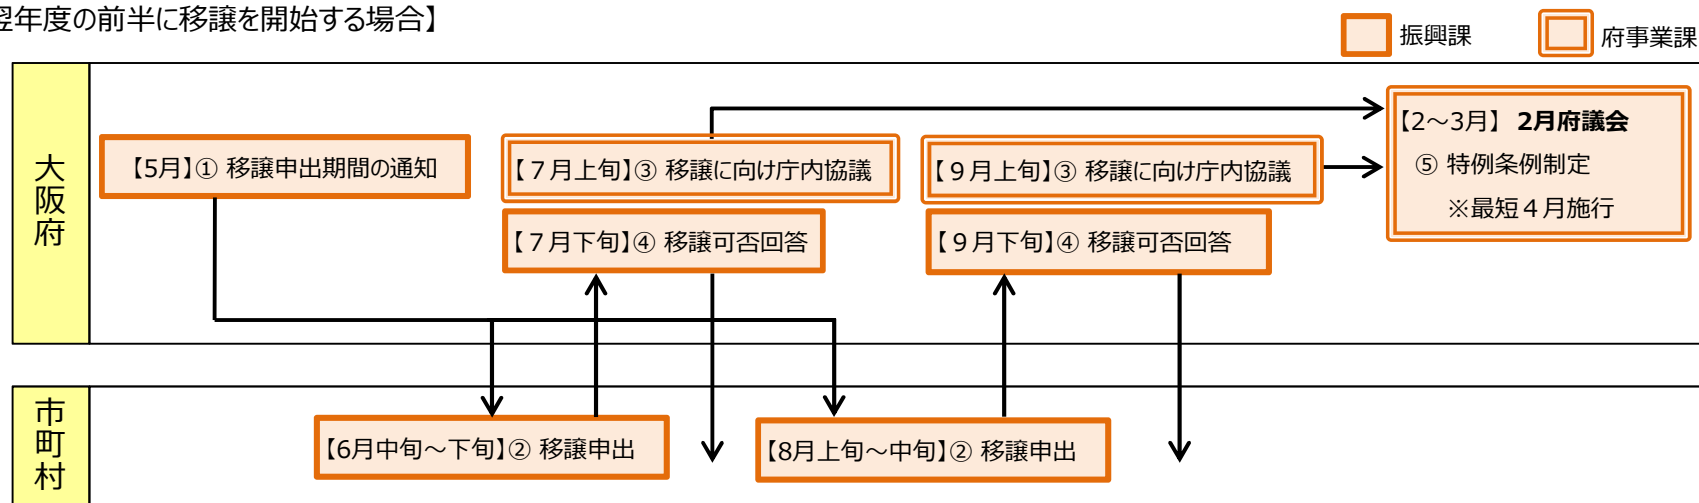 翌年度の前半に移譲を開始する場合】
振興課
府事業課
大阪府
【5月】① 移譲申出期間の通知
【７月上旬】③ 移譲に向け庁内協議
【９月上旬】③ 移譲に向け庁内協議
【2～3月】 2月府議会
⑤ 特例条例制定
※最短４月施行
【７月下旬】④ 移譲可否回答
【９月下旬】④ 移譲可否回答
市町村
【6月中旬～下旬】② 移譲申出
【8月上旬～中旬】② 移譲申出